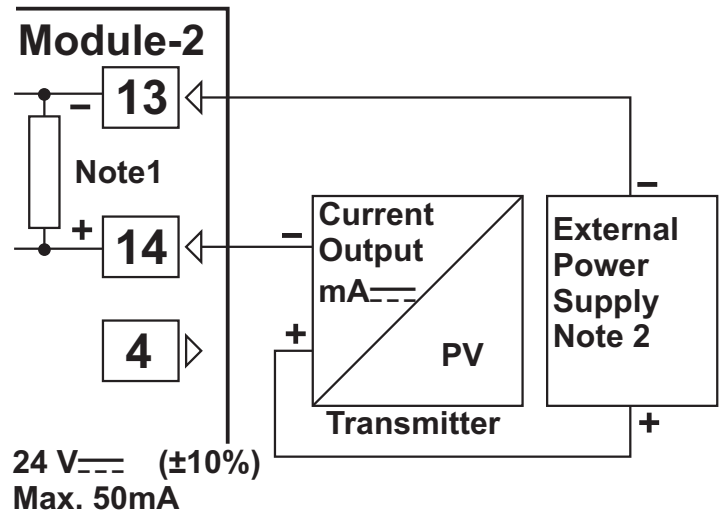 Module-2
− 13
Note1
+ 14
4
24 V⎓ (±10%)
Max. 50mA
−
Current
Output
mA⎓
+
PV
Transmitter
−
External
Power
Supply
Note 2
+